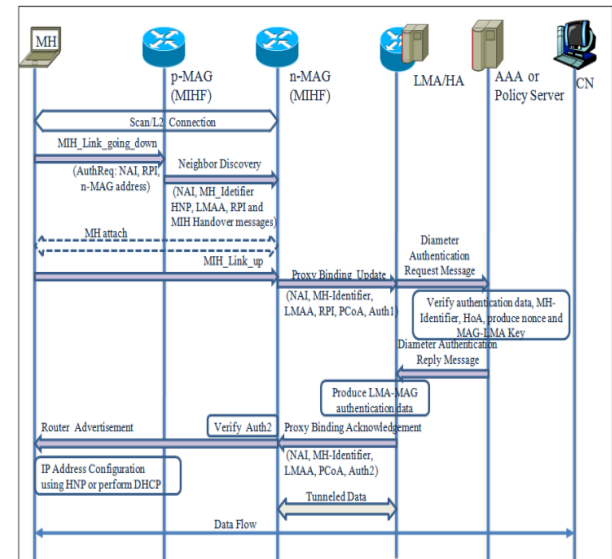 MH
p-MAG
(MIHF)
n-MAG
(MIHF)
LMA/HA
AAA or
Policy Server
CN
Scan/L2 Connection
MIH_Link_going_down
(AuthReq: NAI, RPI,
n-MAG address)
Neighbor Discovery
(NAI, MH_Idetifier
HNP, LMAA, RPI and
MIH Handover messages)
MH attach
MIH_Link_up
Proxy Binding Update
(NAI, MH-Identifier,
LMAA, RPI, PCoA, Auth1)
Diameter
Authentication
Request Message
Verify authentication data, MH-
Identifier, HoA, produce nonce and
MAG-LMA Key
Diameter Authentication
Reply Message
Produce LMA-MAG
authentication data
Router Advertisement
Verify Auth2
Proxy Binding Acknowledgement
(NAI, MH-Identifier,
LMAA, PCoA, Auth2)
IP Address Configuration
using HNP or perform DHCP
Tunneled Data
Data Flow